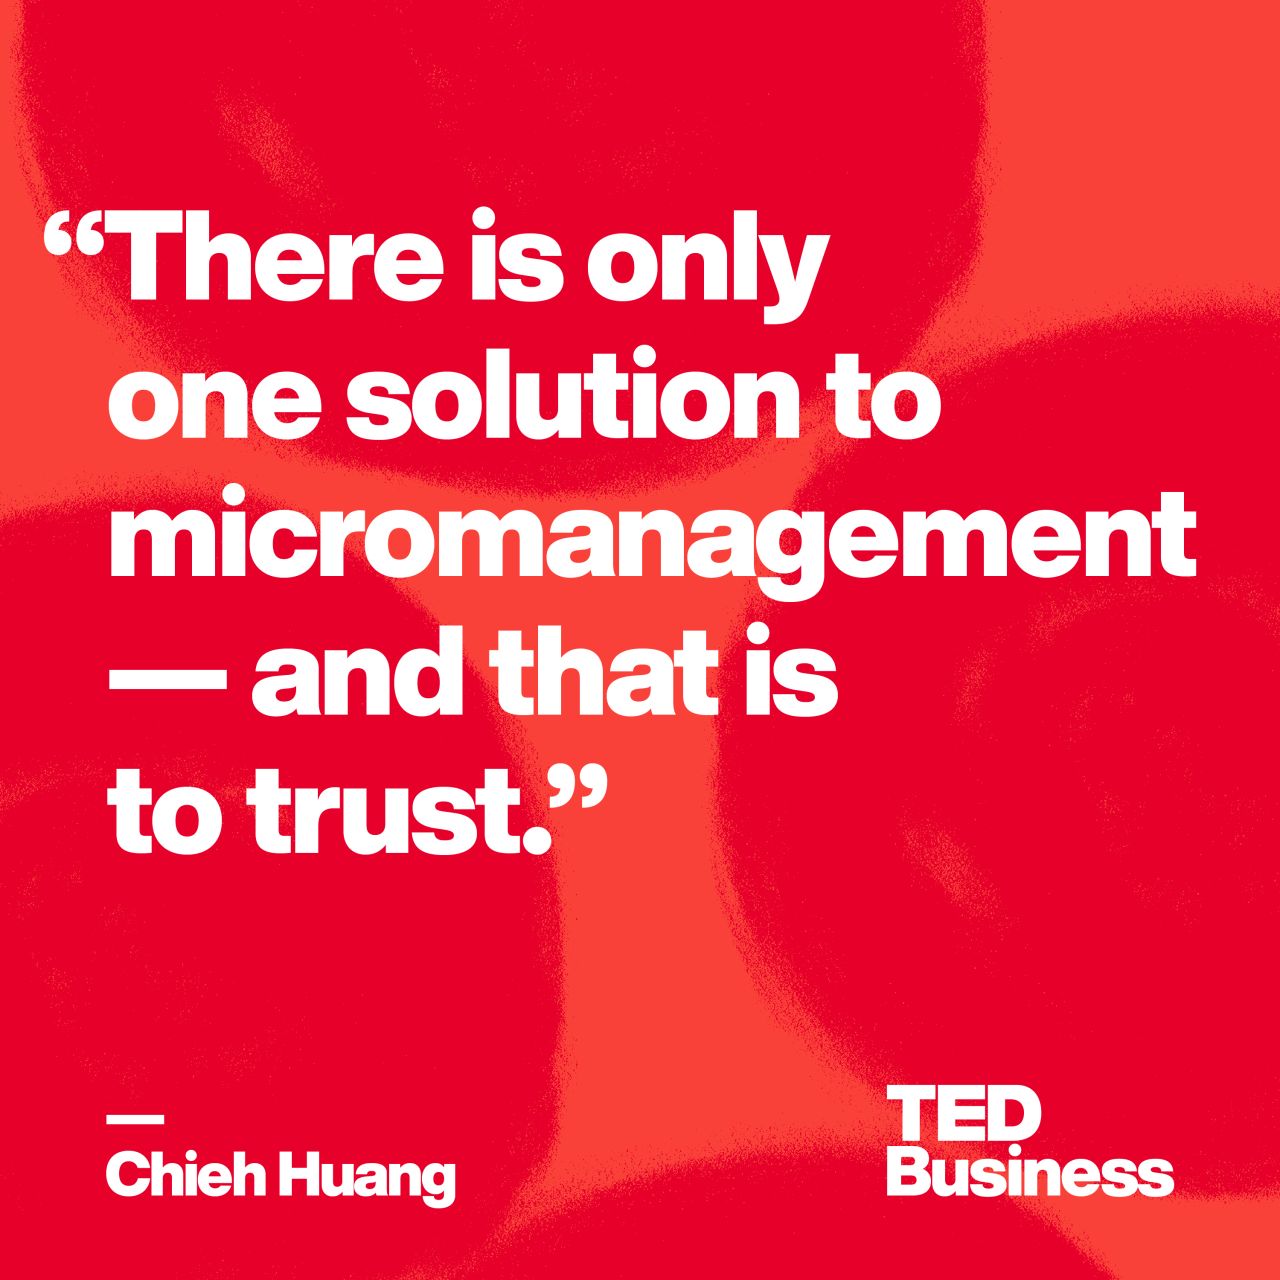 “There is only
one solution to
micromanagement
— and that is
to trust.”
—
Chieh Huang
TED
Business